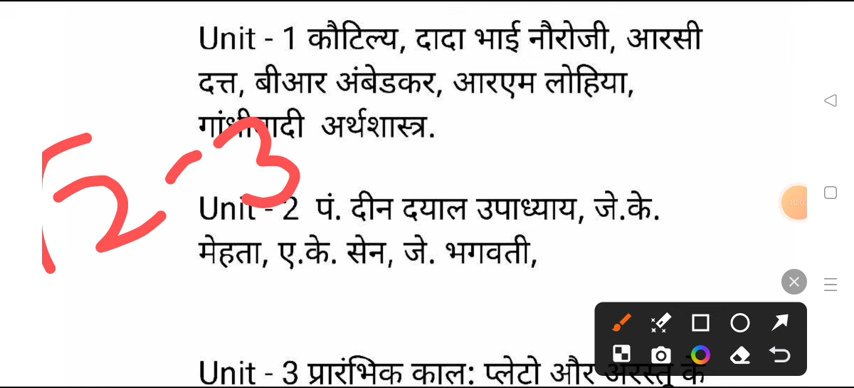 Unit - 1 कौटिल्य, दादा भाई नौरोजी, आरसी
दत्त, बीआर अंबेडकर, आरएम लोहिया,
गांधीवादी अर्थशास्त्र.
2-3
Unit - 2 पं. दीन दयाल उपाध्याय, जे.के.
मेहता, ए.के. सेन, जे. भगवती,
Unit - 3 प्रारंभिक काल: प्लेटो और अरस्तू के